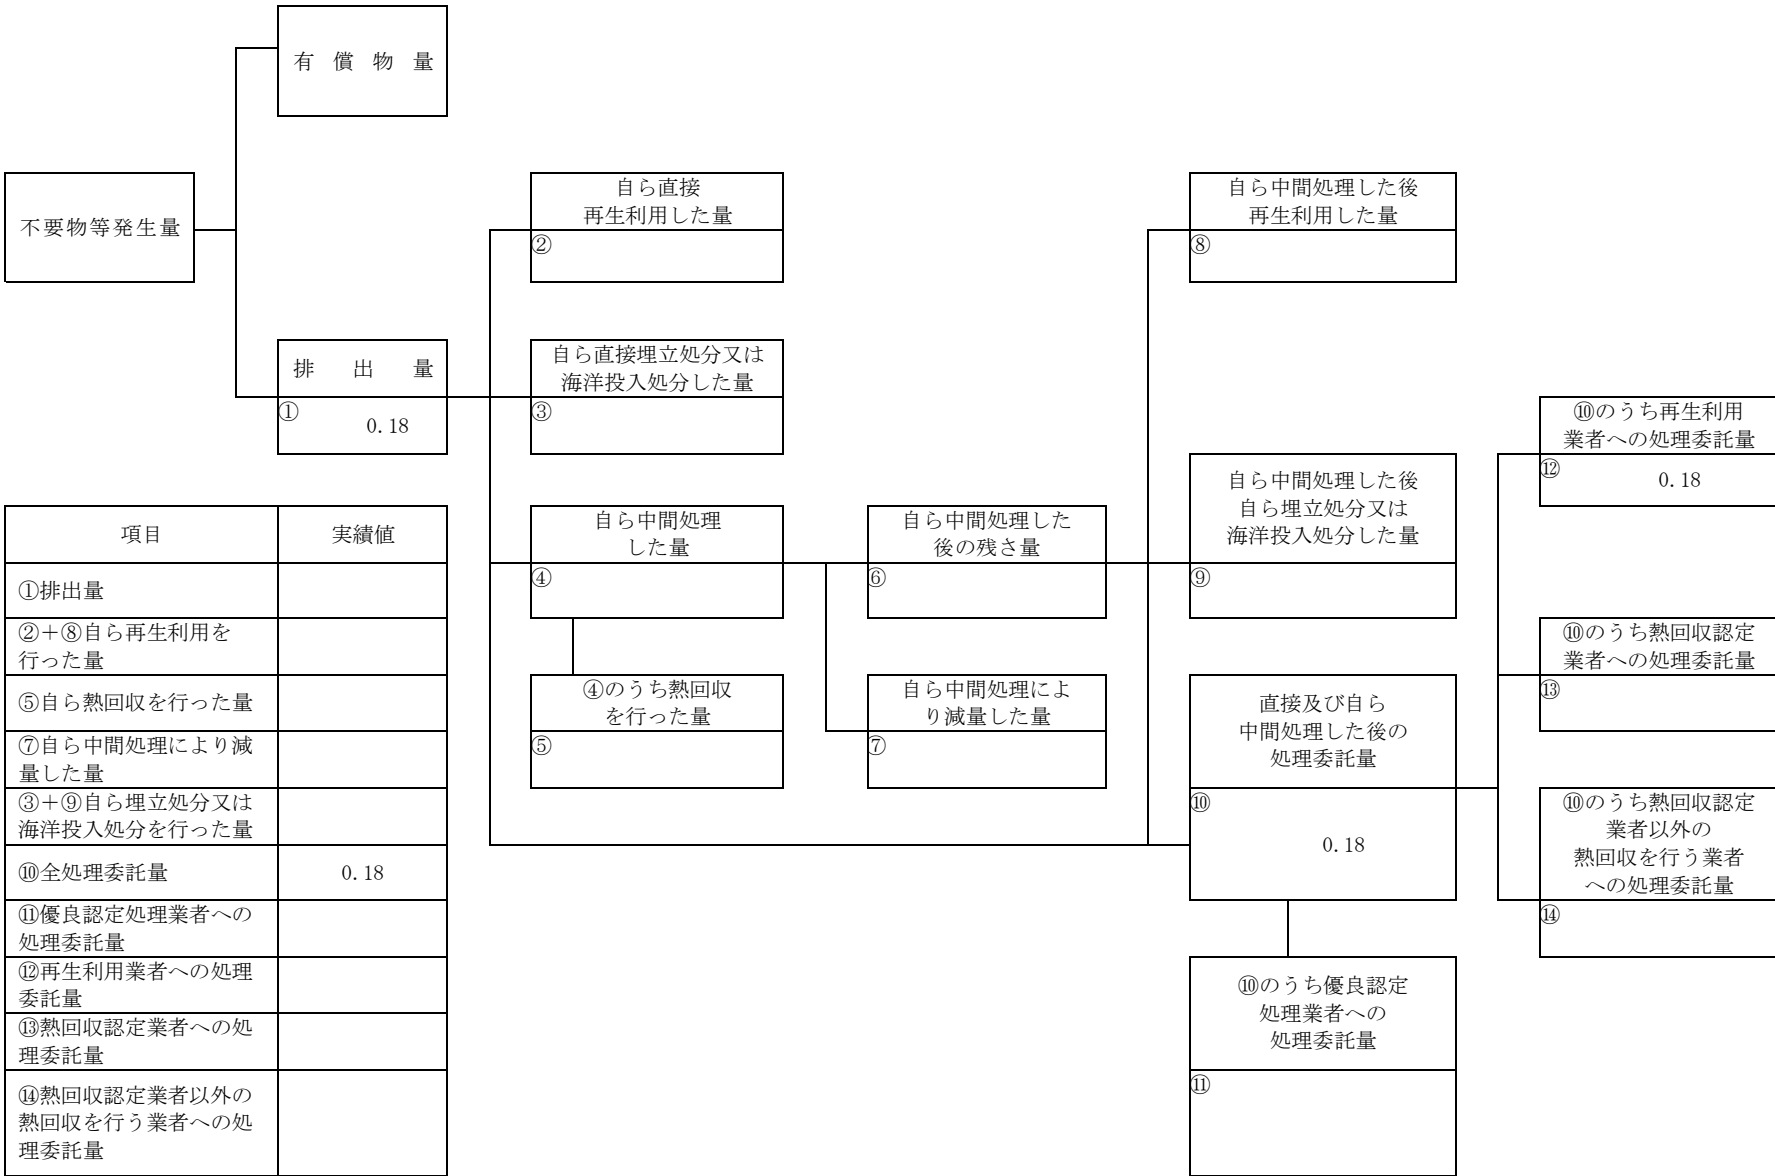 有償物量
不要物等発生量
自ら直接
再生利用した量
②
自ら中間処理した後
再生利用した量
⑧
排出量
①
0.18
自ら直接埋立処分又は
海洋投入処分した量
③
⑩のうち再生利用
業者への処理委託量
⑫
0.18
自ら中間処理した後
自ら埋立処分又は
海洋投入処分した量
⑨
自ら中間処理
した量
④
自ら中間処理した
後の残さ量
⑥
⑩のうち熱回収認定
業者への処理委託量
⑬
④のうち熱回収
を行った量
⑤
自ら中間処理によ
り減量した量
⑦
直接及び自ら
中間処理した後の
処理委託量
⑩
0.18
⑩のうち熱回収認定
業者以外の
熱回収を行う業者
への処理委託量
⑭
⑩のうち優良認定
処理業者への
処理委託量
⑪
項目 実績値
①排出量
②＋⑧自ら再生利用を
行った量
⑤自ら熱回収を行った量
⑦自ら中間処理により減
量した量
③＋⑨自ら埋立処分又は
海洋投入処分を行った量
⑩全処理委託量 0.18
⑪優良認定処理業者への
処理委託量
⑫再生利用業者への処理
委託量
⑬熱回収認定業者への処
理委託量
⑭熱回収認定業者以外の
熱回収を行う業者への処
理委託量